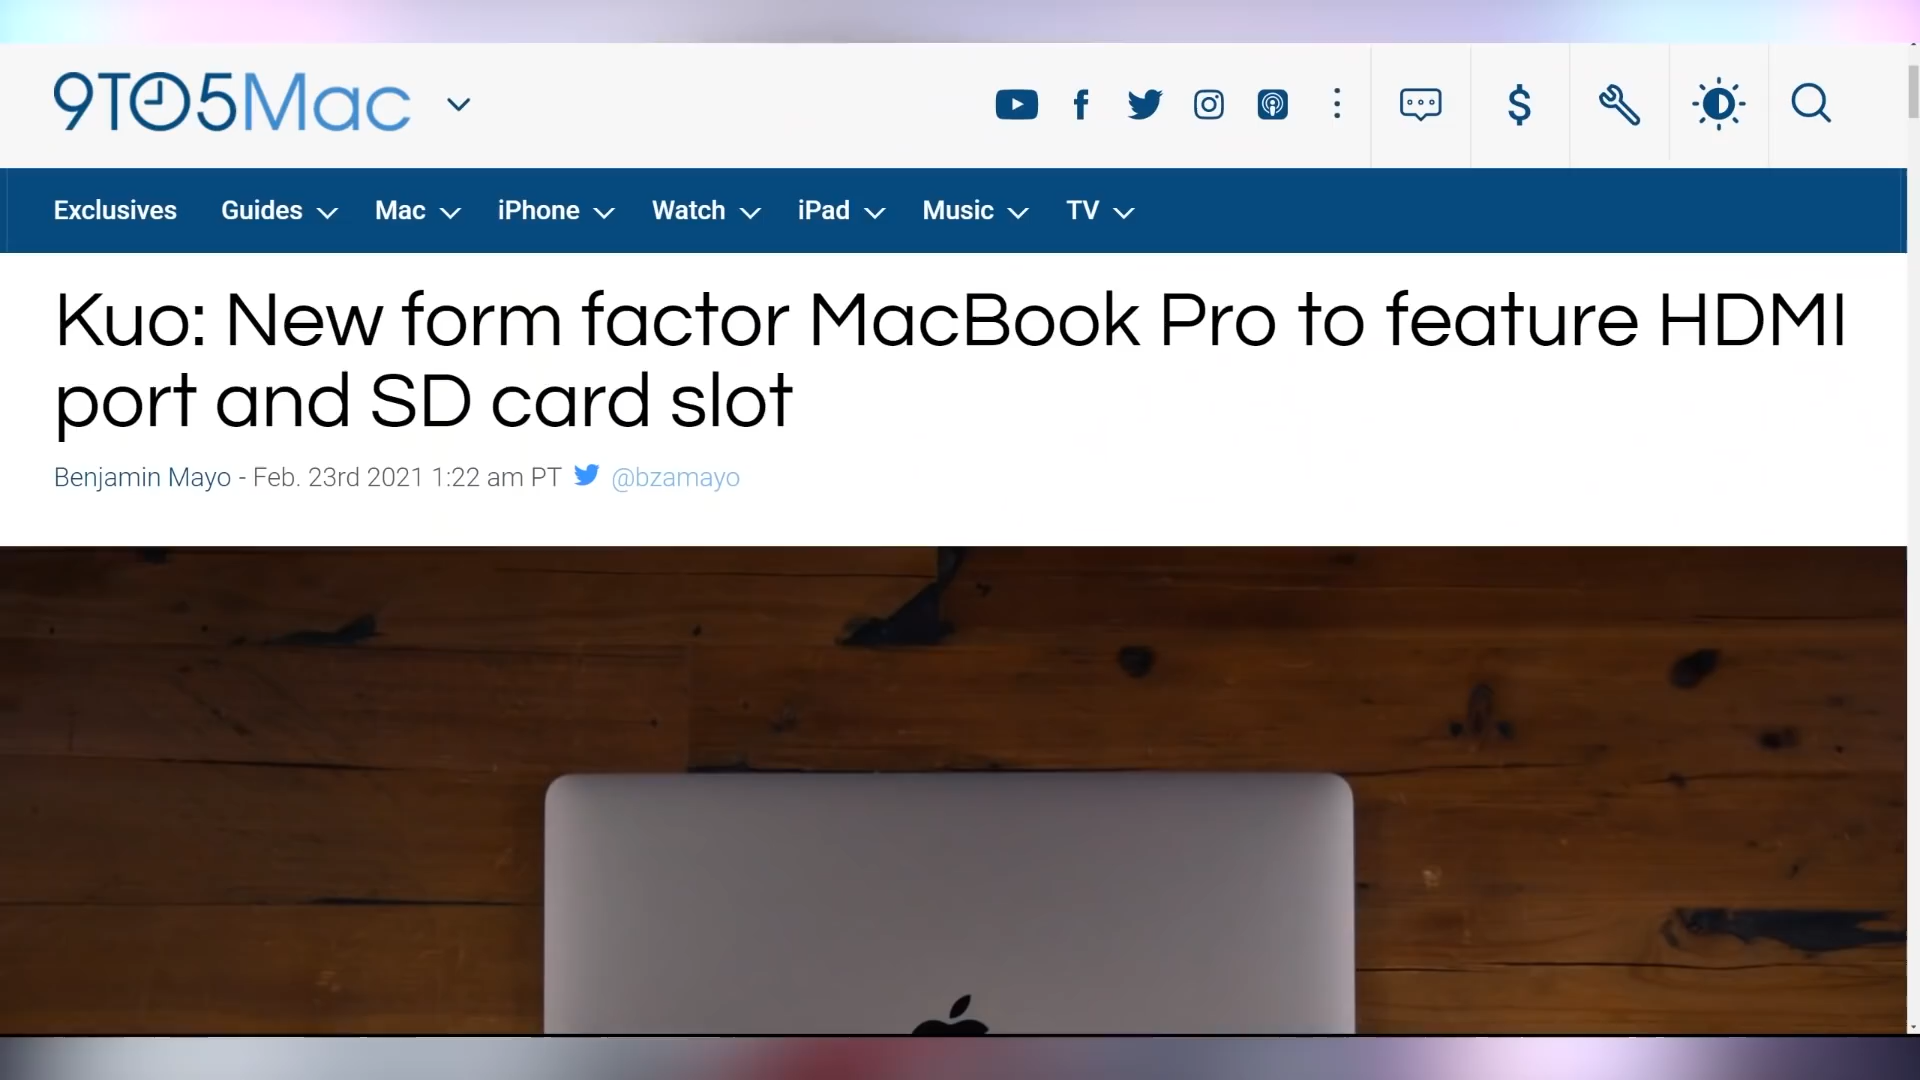 9TO5Mac
Exclusives Guides Mac iPhone Watch iPad Music TV
Kuo: New form factor MacBook Pro to feature HDMI
port and SD card slot
Benjamin Mayo - Feb. 23rd 2021 1:22 am PT @bzamayo